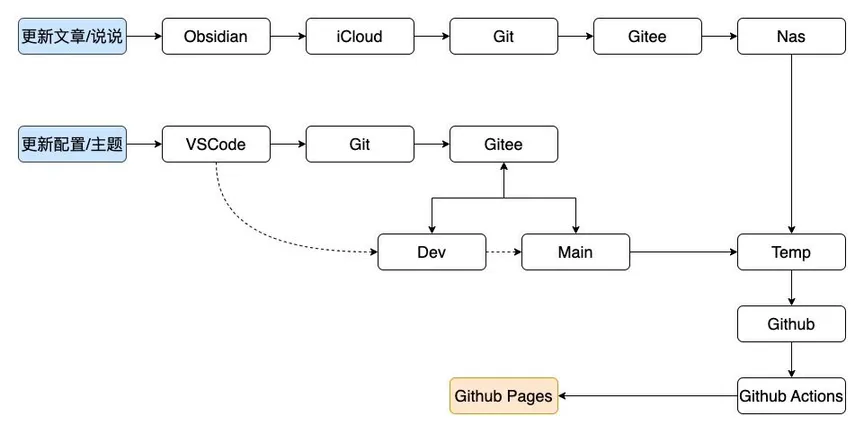 更新文章/说说
Obsidian
iCloud
Git
Gitee
Nas
更新配置/主题
VSCode
Git
Gitee
Dev
Main
Temp
Github
Github Pages
Github Actions